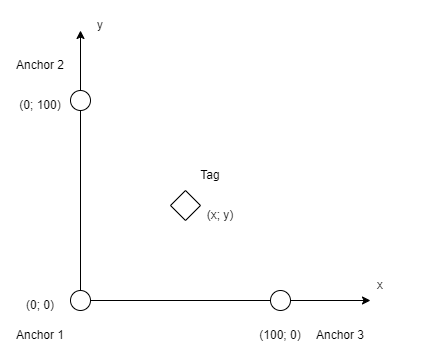 y
Anchor 2
(0; 100)
Tag
(x; y)
x
(0; 0)
Anchor 1
(100; 0) Anchor 3